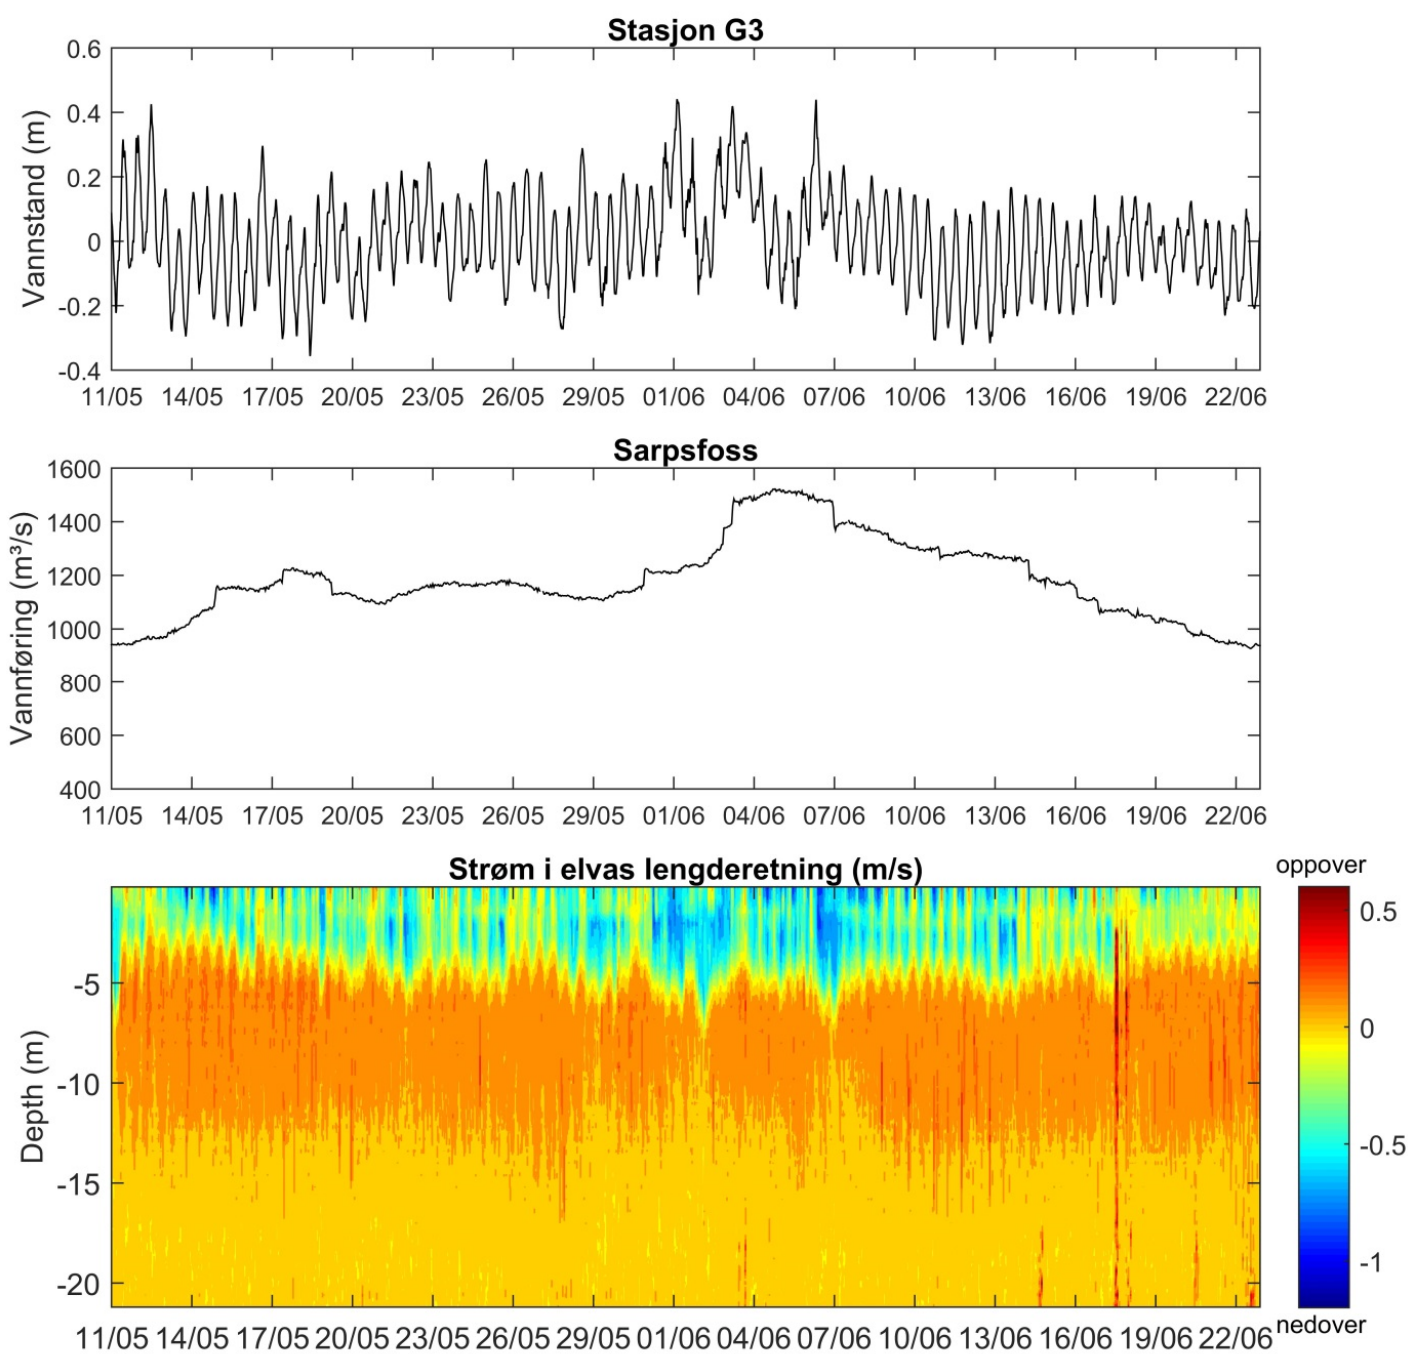 Stasjon G3
Vannstand (m)
0.6
0.4
0.2
0
-0.2
-0.4
11/05 14/05 17/05 20/05 23/05 26/05 29/05 01/06 04/06 07/06 10/06 13/06 16/06 19/06 22/06
Sarpsfoss
Vannføring (m³/s)
1600
1400
1200
1000
800
600
400
11/05 14/05 17/05 20/05 23/05 26/05 29/05 01/06 04/06 07/06 10/06 13/06 16/06 19/06 22/06
Strøm i elvas lengderetning (m/s)
Depth (m)
-5
-10
-15
-20
11/05 14/05 17/05 20/05 23/05 26/05 29/05 01/06 04/06 07/06 10/06 13/06 16/06 19/06 22/06
oppover
0.5
0
-0.5
-1
nedover